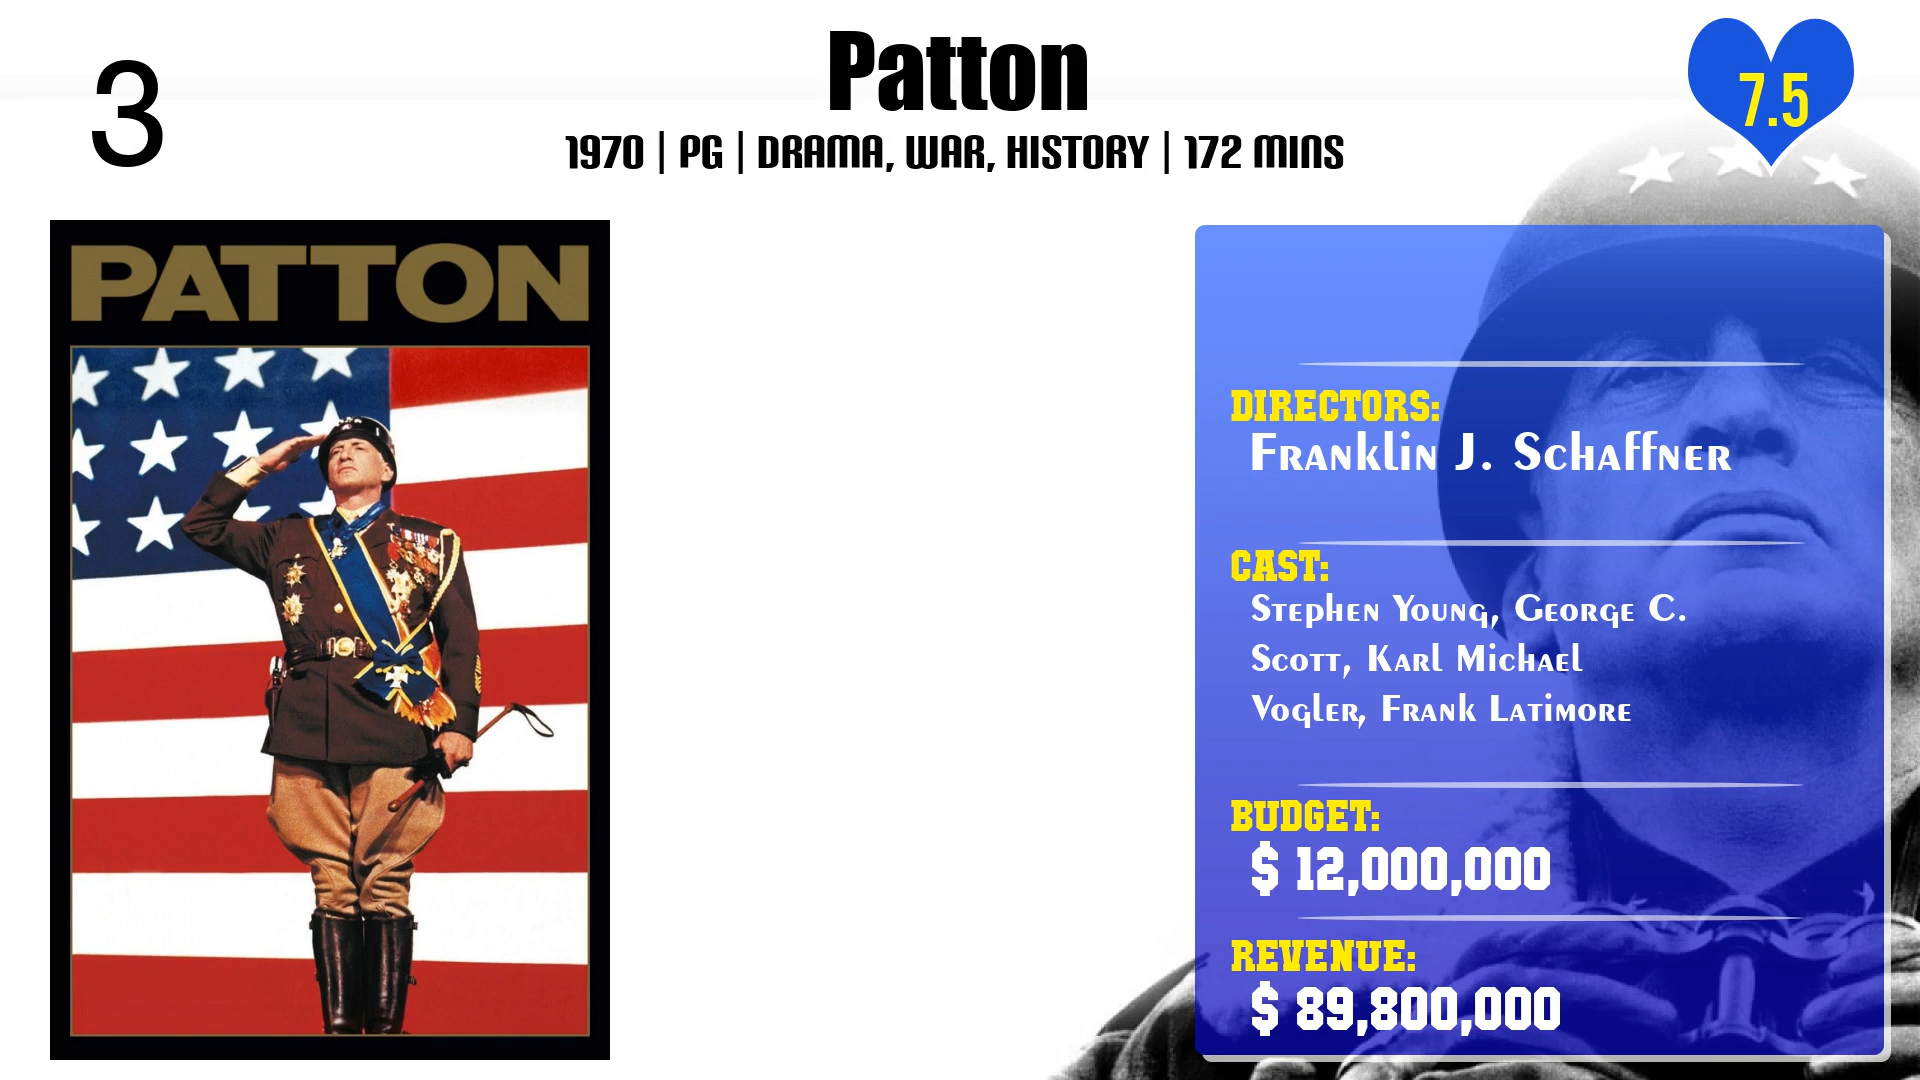 3
Patton
1970 | PG | DRAMA, WAR, HISTORY | 172 MINS
7.5
PATTON
DIRECTORS:
Franklin J. Schaffner
CAST:
Stephen Young, George C.
Scott, Karl Michael
Vogler, Frank Latimore
BUDGET:
$ 12,000,000
REVENUE:
$ 89,800,000